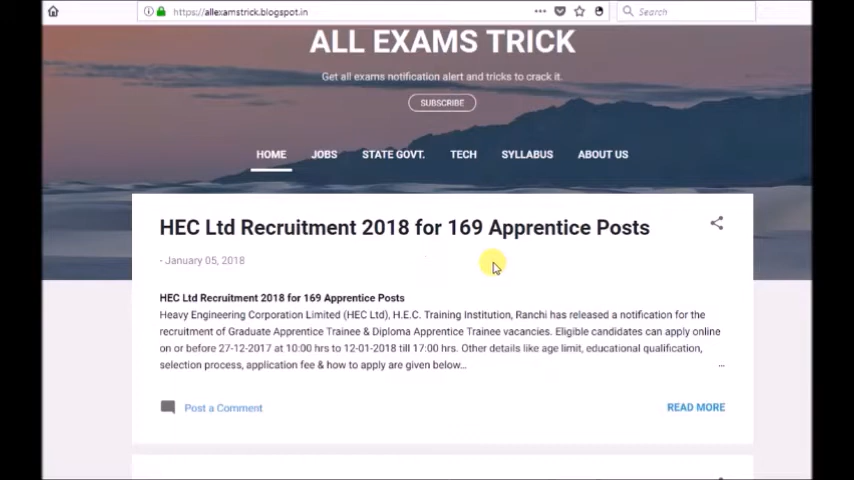 https://allexamstrick.blogspot.in
Search
ALL EXAMS TRICK
Get all exams notification alert and tricks to crack it.
SUBSCRIBE
HOME JOBS STATE GOVT. TECH SYLLABUS ABOUT US
HEC Ltd Recruitment 2018 for 169 Apprentice Posts
- January 05, 2018
HEC Ltd Recruitment 2018 for 169 Apprentice Posts
Heavy Engineering Corporation Limited (HEC Ltd), H.E.C. Training Institution, Ranchi has released a notification for the
recruitment of Graduate Apprentice Trainee & Diploma Apprentice Trainee vacancies. Eligible candidates can apply online
on or before 27-12-2017 at 10:00 hrs to 12-01-2018 till 17:00 hrs. Other details like age limit, educational qualification,
selection process, application fee & how to apply are given below...
Post a Comment
READ MORE